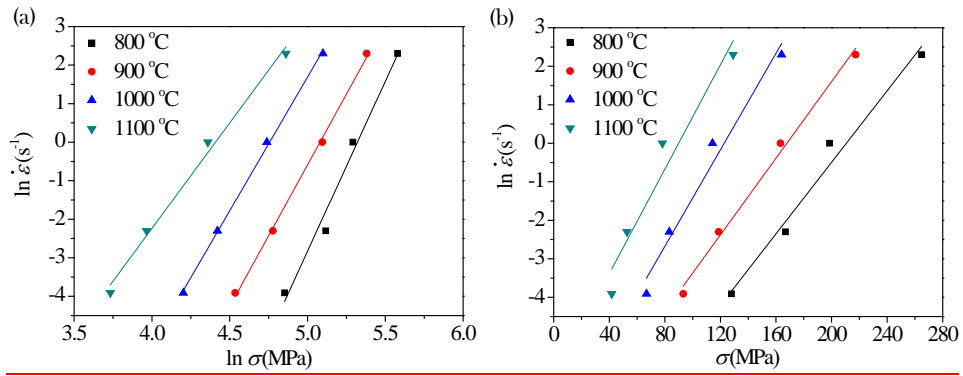 (a)
3
2
1
0
-1
-2
-3
-4
3.5
4.0
4.5
5.0
5.5
6.0
ln ε̇(s⁻¹)
ln σ(MPa)
800 °C
900 °C
1000 °C
1100 °C
(b)
3
2
1
0
-1
-2
-3
-4
-5
0
40
80
120
160
200
240
280
ln ε̇(s⁻¹)
σ(MPa)
800 °C
900 °C
1000 °C
1100 °C